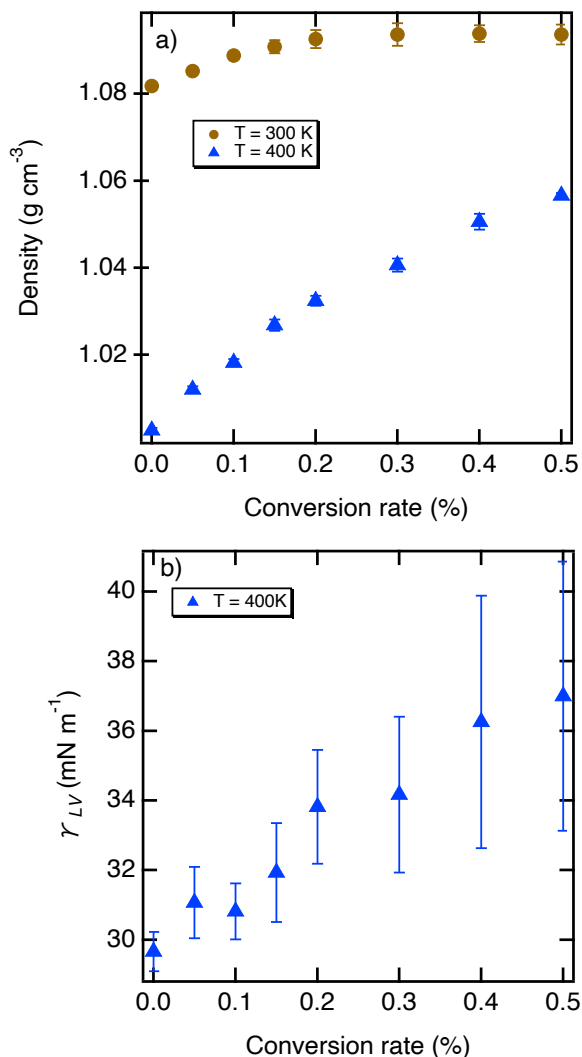 a)
1.08
1.06
1.04
1.02
Density (g cm⁻³)
T = 300 K
T = 400 K
0.0 0.1 0.2 0.3 0.4 0.5
Conversion rate (%)
b)
40
38
36
34
32
30
γ LV (mN m⁻¹)
T = 400K
0.0 0.1 0.2 0.3 0.4 0.5
Conversion rate (%)